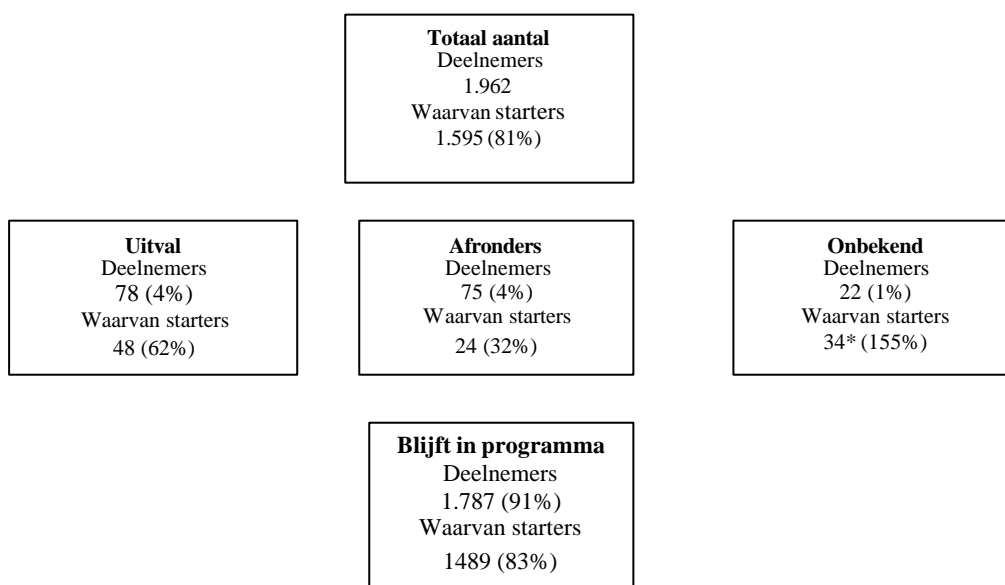 Totaal aantal
Deelnemers
1.962
Waarvan starters
1.595 (81%)
Uitval
Deelnemers
78 (4%)
Waarvan starters
48 (62%)
Afronders
Deelnemers
75 (4%)
Waarvan starters
24 (32%)
Onbekend
Deelnemers
22 (1%)
Waarvan starters
34* (155%)
Blijft in programma
Deelnemers
1.787 (91%)
Waarvan starters
1489 (83%)